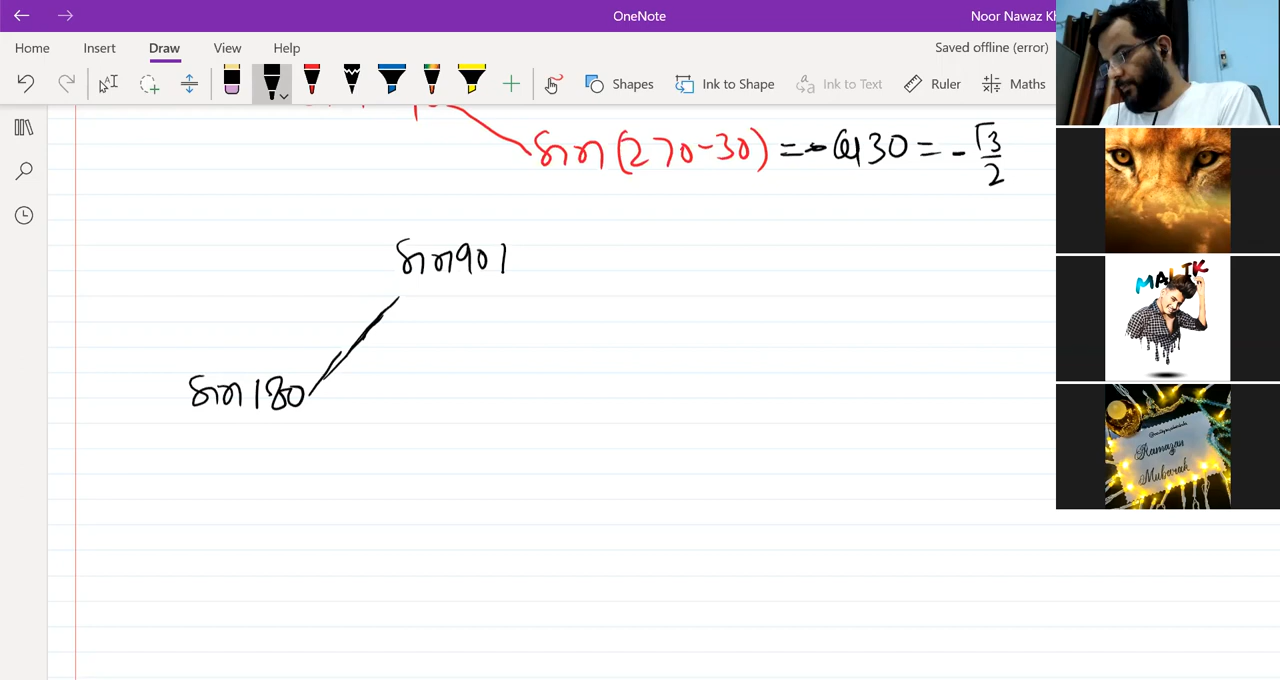 OneNote
Noor Nawaz Kh
Home Insert Draw View Help
Saved offline (error)
Shapes Ink to Shape Ink to Text Ruler Maths
sin(270-30) = -cos30 = -√3/2
sin901
sin180
MALIK
Ramazan
Mubarak